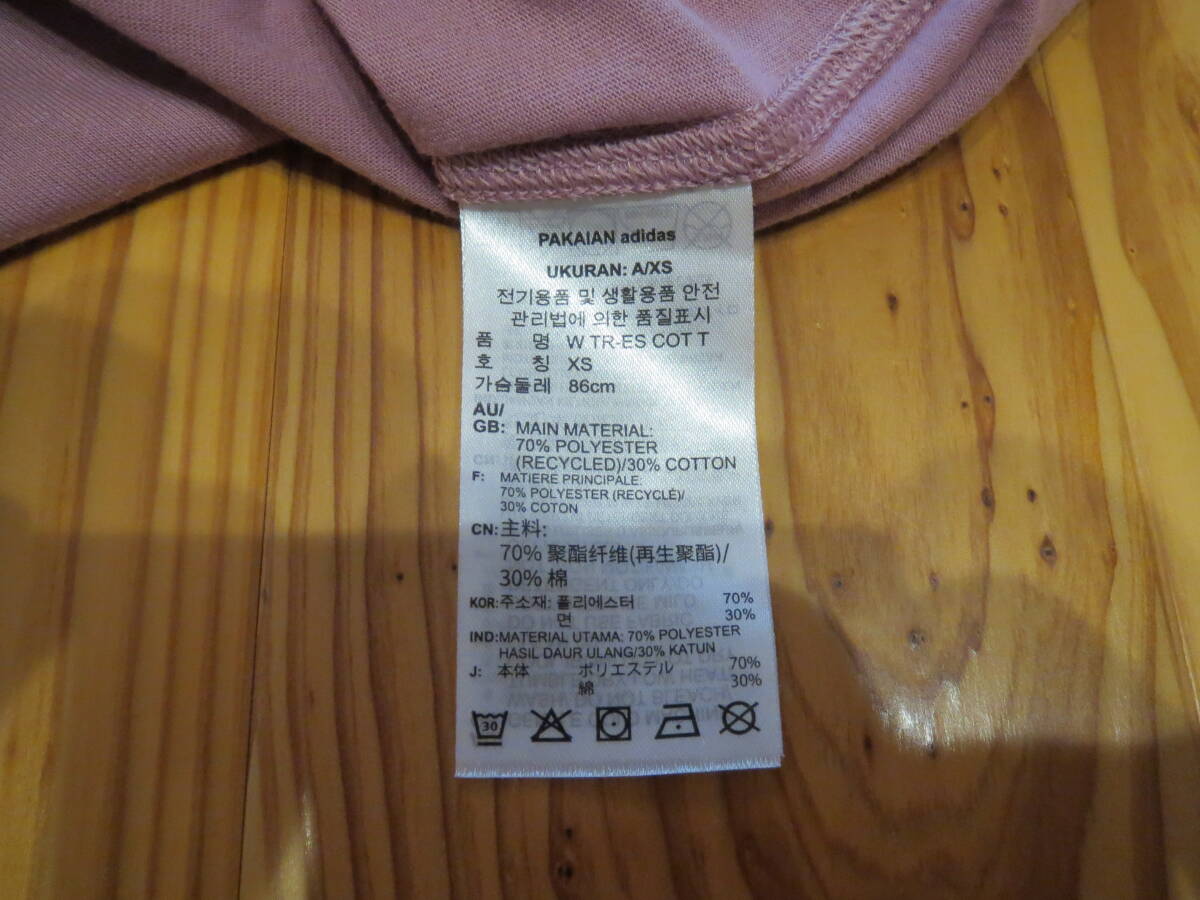 PAKAIAN adidas
UKURAN: A/XS
전기용품 및 생활용품 안전
관리법에 의한 품질표시
품 명 W TR-ES COT T
호 칭 XS
가슴둘레 86cm
AU/
GB: MAIN MATERIAL:
70% POLYESTER
(RECYCLED)/30% COTTON
F: MATIERE PRINCIPALE:
70% POLYESTER (RECYCLÉ)/
30% COTON
CN: 主料:
70% 聚酯纤维(再生聚酯)/
30% 棉
KOR: 주소재: 폴리에스터 70%
면 30%
IND: MATERIAL UTAMA: 70% POLYESTER
HASIL DAUR ULANG/30% KATUN
J: 本体 ポリエステル 70%
綿 30%
30